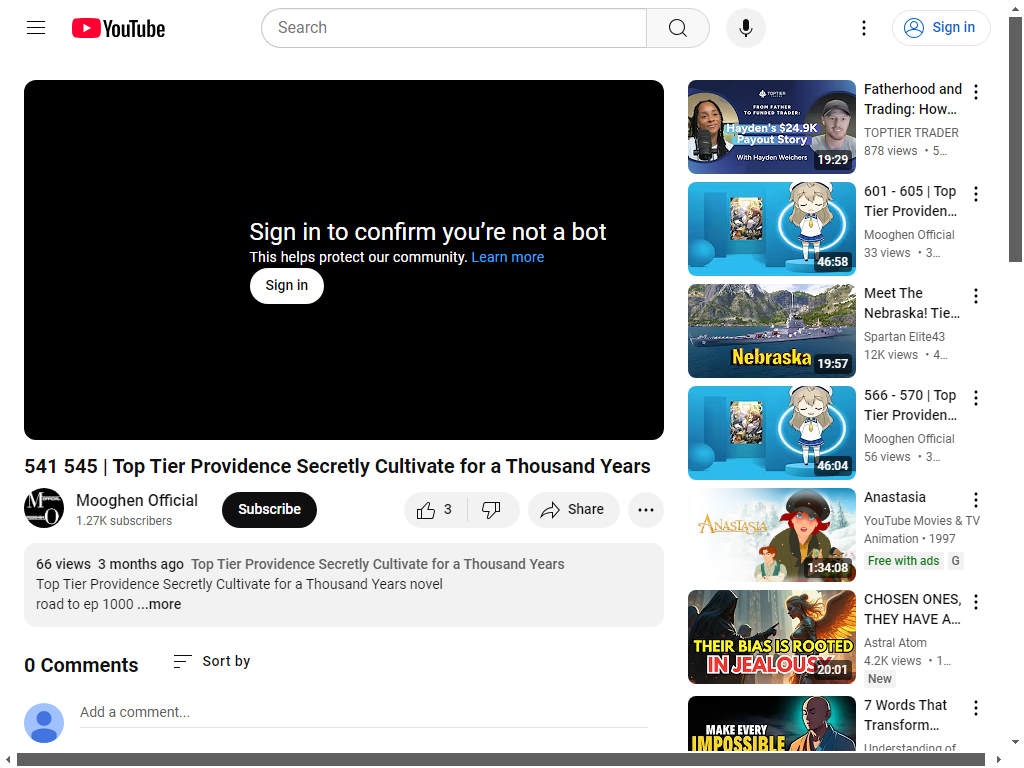 YouTube
Search
Sign in
Sign in to confirm you’re not a bot
This helps protect our community. Learn more
Sign in
541 545 | Top Tier Providence Secretly Cultivate for a Thousand Years
Mooghen Official
1.27K subscribers
Subscribe
3
Share
66 views 3 months ago Top Tier Providence Secretly Cultivate for a Thousand Years
Top Tier Providence Secretly Cultivate for a Thousand Years novel
road to ep 1000 ...more
0 Comments
Sort by
Add a comment...
TOPTIER
FROM FATHER
TO FUNDED TRADER:
Hayden's $24.9K
Payout Story
With Hayden Weichers
19:29
Fatherhood and
Trading: How...
TOPTIER TRADER
878 views • 5...
46:58
601 - 605 | Top
Tier Providen...
Mooghen Official
33 views • 3...
Nebraska
19:57
Meet The
Nebraska! Tie...
Spartan Elite43
12K views • 4...
46:04
566 - 570 | Top
Tier Providen...
Mooghen Official
56 views • 3...
ANASTASIA
1:34:08
Anastasia
YouTube Movies & TV
Animation • 1997
Free with ads G
THEIR BIAS IS ROOTED
IN JEALOUSY
20:01
CHOSEN ONES,
THEY HAVE A...
Astral Atom
4.2K views • 1...
New
MAKE EVERY
IMPOSSIBLE
7 Words That
Transform...
Understanding of